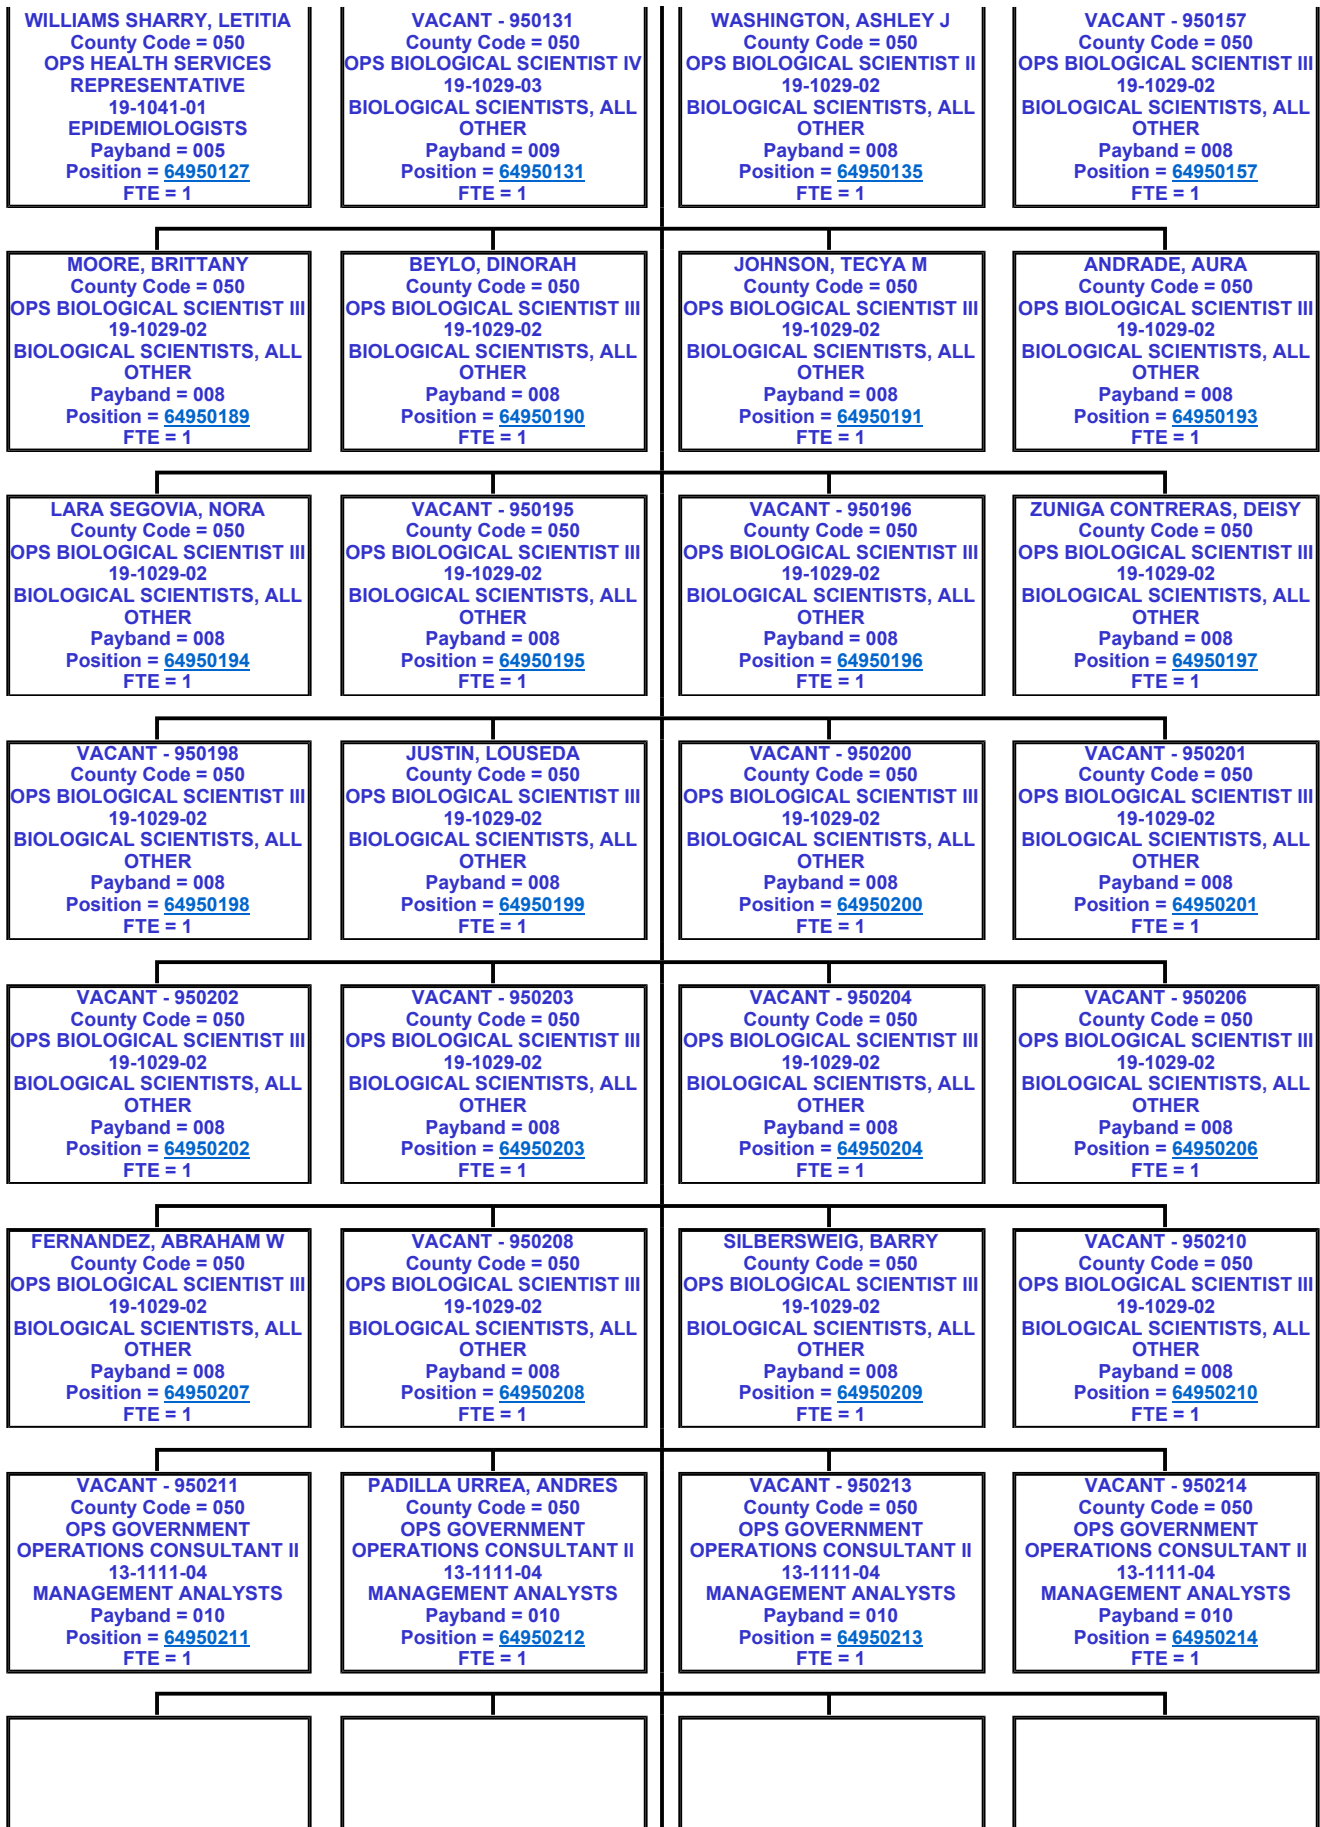 WILLIAMS SHARRY, LETITIA
County Code = 050
OPS HEALTH SERVICES
REPRESENTATIVE
19-1041-01
EPIDEMIOLOGISTS
Payband = 005
Position = 64950127
FTE = 1
VACANT - 950131
County Code = 050
OPS BIOLOGICAL SCIENTIST IV
19-1029-03
BIOLOGICAL SCIENTISTS, ALL
OTHER
Payband = 009
Position = 64950131
FTE = 1
WASHINGTON, ASHLEY J
County Code = 050
OPS BIOLOGICAL SCIENTIST II
19-1029-02
BIOLOGICAL SCIENTISTS, ALL
OTHER
Payband = 008
Position = 64950135
FTE = 1
VACANT - 950157
County Code = 050
OPS BIOLOGICAL SCIENTIST III
19-1029-02
BIOLOGICAL SCIENTISTS, ALL
OTHER
Payband = 008
Position = 64950157
FTE = 1
MOORE, BRITTANY
County Code = 050
OPS BIOLOGICAL SCIENTIST III
19-1029-02
BIOLOGICAL SCIENTISTS, ALL
OTHER
Payband = 008
Position = 64950189
FTE = 1
BEYLO, DINORAH
County Code = 050
OPS BIOLOGICAL SCIENTIST III
19-1029-02
BIOLOGICAL SCIENTISTS, ALL
OTHER
Payband = 008
Position = 64950190
FTE = 1
JOHNSON, TECYA M
County Code = 050
OPS BIOLOGICAL SCIENTIST III
19-1029-02
BIOLOGICAL SCIENTISTS, ALL
OTHER
Payband = 008
Position = 64950191
FTE = 1
ANDRADE, AURA
County Code = 050
OPS BIOLOGICAL SCIENTIST III
19-1029-02
BIOLOGICAL SCIENTISTS, ALL
OTHER
Payband = 008
Position = 64950193
FTE = 1
LARA SEGOVIA, NORA
County Code = 050
OPS BIOLOGICAL SCIENTIST III
19-1029-02
BIOLOGICAL SCIENTISTS, ALL
OTHER
Payband = 008
Position = 64950194
FTE = 1
VACANT - 950195
County Code = 050
OPS BIOLOGICAL SCIENTIST III
19-1029-02
BIOLOGICAL SCIENTISTS, ALL
OTHER
Payband = 008
Position = 64950195
FTE = 1
VACANT - 950196
County Code = 050
OPS BIOLOGICAL SCIENTIST III
19-1029-02
BIOLOGICAL SCIENTISTS, ALL
OTHER
Payband = 008
Position = 64950196
FTE = 1
ZUNIGA CONTRERAS, DEISY
County Code = 050
OPS BIOLOGICAL SCIENTIST III
19-1029-02
BIOLOGICAL SCIENTISTS, ALL
OTHER
Payband = 008
Position = 64950197
FTE = 1
VACANT - 950198
County Code = 050
OPS BIOLOGICAL SCIENTIST III
19-1029-02
BIOLOGICAL SCIENTISTS, ALL
OTHER
Payband = 008
Position = 64950198
FTE = 1
JUSTIN, LOUSEDA
County Code = 050
OPS BIOLOGICAL SCIENTIST III
19-1029-02
BIOLOGICAL SCIENTISTS, ALL
OTHER
Payband = 008
Position = 64950199
FTE = 1
VACANT - 950200
County Code = 050
OPS BIOLOGICAL SCIENTIST III
19-1029-02
BIOLOGICAL SCIENTISTS, ALL
OTHER
Payband = 008
Position = 64950200
FTE = 1
VACANT - 950201
County Code = 050
OPS BIOLOGICAL SCIENTIST III
19-1029-02
BIOLOGICAL SCIENTISTS, ALL
OTHER
Payband = 008
Position = 64950201
FTE = 1
VACANT - 950202
County Code = 050
OPS BIOLOGICAL SCIENTIST III
19-1029-02
BIOLOGICAL SCIENTISTS, ALL
OTHER
Payband = 008
Position = 64950202
FTE = 1
VACANT - 950203
County Code = 050
OPS BIOLOGICAL SCIENTIST III
19-1029-02
BIOLOGICAL SCIENTISTS, ALL
OTHER
Payband = 008
Position = 64950203
FTE = 1
VACANT - 950204
County Code = 050
OPS BIOLOGICAL SCIENTIST III
19-1029-02
BIOLOGICAL SCIENTISTS, ALL
OTHER
Payband = 008
Position = 64950204
FTE = 1
VACANT - 950206
County Code = 050
OPS BIOLOGICAL SCIENTIST III
19-1029-02
BIOLOGICAL SCIENTISTS, ALL
OTHER
Payband = 008
Position = 64950206
FTE = 1
FERNANDEZ, ABRAHAM W
County Code = 050
OPS BIOLOGICAL SCIENTIST III
19-1029-02
BIOLOGICAL SCIENTISTS, ALL
OTHER
Payband = 008
Position = 64950207
FTE = 1
VACANT - 950208
County Code = 050
OPS BIOLOGICAL SCIENTIST III
19-1029-02
BIOLOGICAL SCIENTISTS, ALL
OTHER
Payband = 008
Position = 64950208
FTE = 1
SILBERSWEIG, BARRY
County Code = 050
OPS BIOLOGICAL SCIENTIST III
19-1029-02
BIOLOGICAL SCIENTISTS, ALL
OTHER
Payband = 008
Position = 64950209
FTE = 1
VACANT - 950210
County Code = 050
OPS BIOLOGICAL SCIENTIST III
19-1029-02
BIOLOGICAL SCIENTISTS, ALL
OTHER
Payband = 008
Position = 64950210
FTE = 1
VACANT - 950211
County Code = 050
OPS GOVERNMENT
OPERATIONS CONSULTANT II
13-1111-04
MANAGEMENT ANALYSTS
Payband = 010
Position = 64950211
FTE = 1
PADILLA URREA, ANDRES
County Code = 050
OPS GOVERNMENT
OPERATIONS CONSULTANT II
13-1111-04
MANAGEMENT ANALYSTS
Payband = 010
Position = 64950212
FTE = 1
VACANT - 950213
County Code = 050
OPS GOVERNMENT
OPERATIONS CONSULTANT II
13-1111-04
MANAGEMENT ANALYSTS
Payband = 010
Position = 64950213
FTE = 1
VACANT - 950214
County Code = 050
OPS GOVERNMENT
OPERATIONS CONSULTANT II
13-1111-04
MANAGEMENT ANALYSTS
Payband = 010
Position = 64950214
FTE = 1